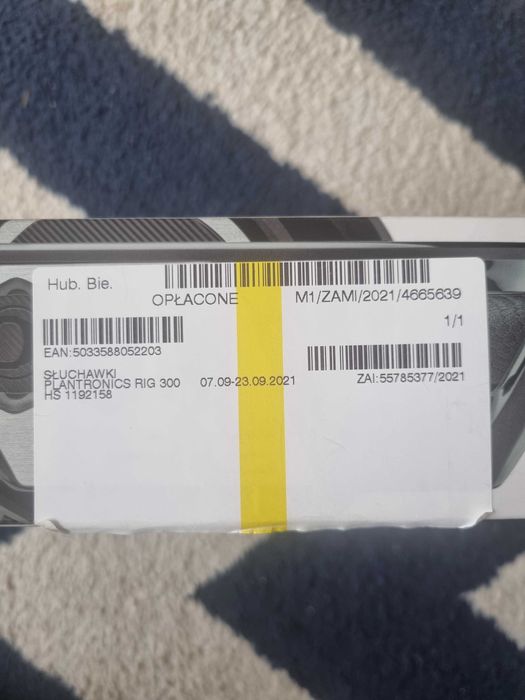 Hub. Bie.
OPŁACONE M1/ZAMI/2021/4665639
1/1
EAN:5033588052203
SŁUCHAWKI
PLANTRONICS RIG 300 07.09-23.09.2021 ZAI:55785377/2021
HS 1192158